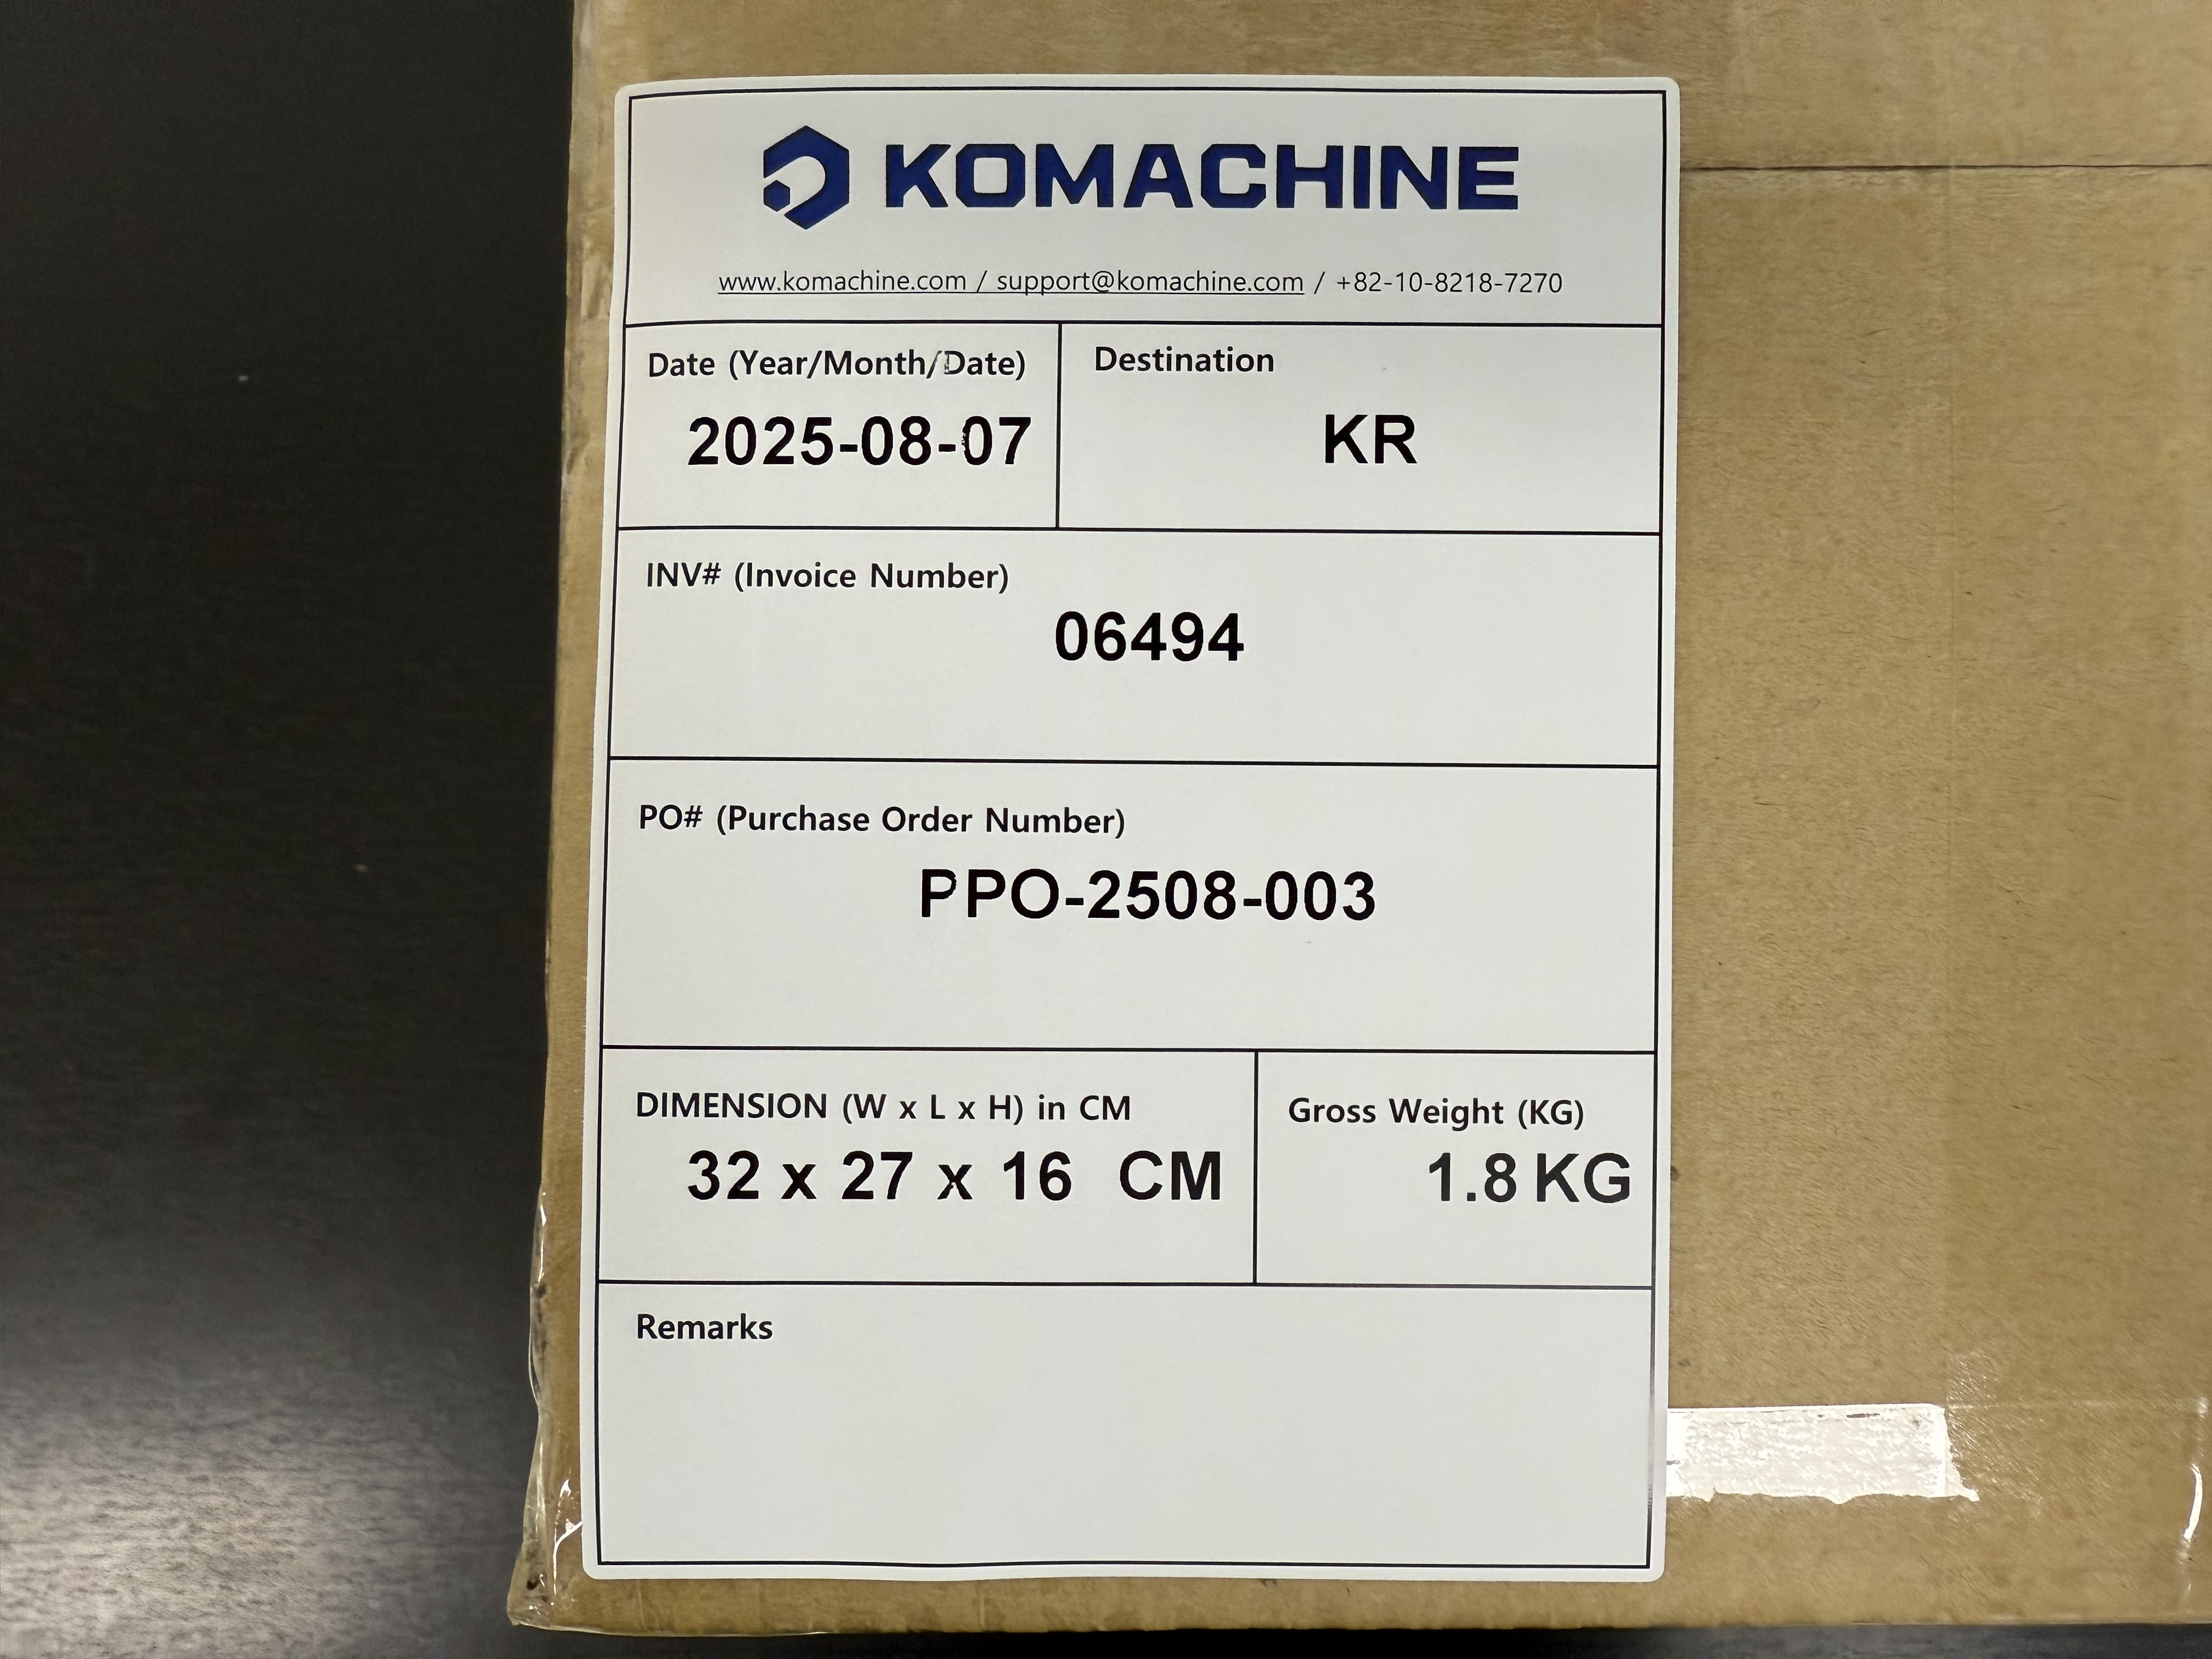 KOMACHINE
www.komachine.com / support@komachine.com / +82-10-8218-7270
Date (Year/Month/Date)
2025-08-07
Destination
KR
INV# (Invoice Number)
06494
PO# (Purchase Order Number)
PPO-2508-003
DIMENSION (W x L x H) in CM
32 x 27 x 16 CM
Gross Weight (KG)
1.8 KG
Remarks